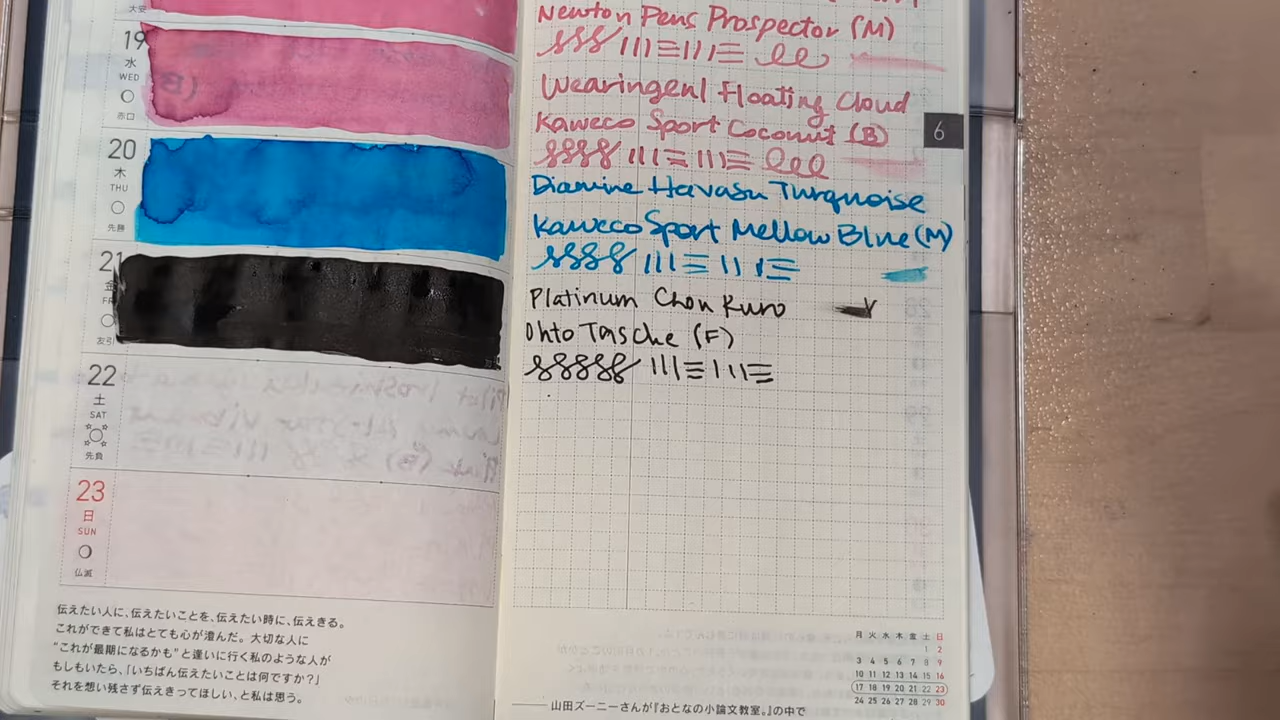 大安
19
水
WED
赤口
20
木
THU
先勝
21
金
FRI
友引
22
土
SAT
先負
23
日
SUN
仏滅
伝えたい人に、伝えたいことを、伝えたい時に、伝えきる。
これができて私はとても心が澄んだ。大切な人に
“これが最期になるかも”と逢いに行く私のような人が
もしもいたら、「いちばん伝えたいことは何ですか?」
それを想い残さず伝えきってほしい、と私は思う。
Newton Pens Prospector (M)
Wearingeul Floating Cloud
Kaweco Sport Coconut (B)
6
Diamine Havasu Turquoise
Kaweco Sport Mellow Blue (M)
Platinum Chou Kuro
Ohto Tasche (F)
月 火 水 木 金 土 日
1 2
3 4 5 6 7 8 9
10 11 12 13 14 15 16
17 18 19 20 21 22 23
24 25 26 27 28 29 30
—— 山田ズーニーさんが『おとなの小論文教室。』の中で